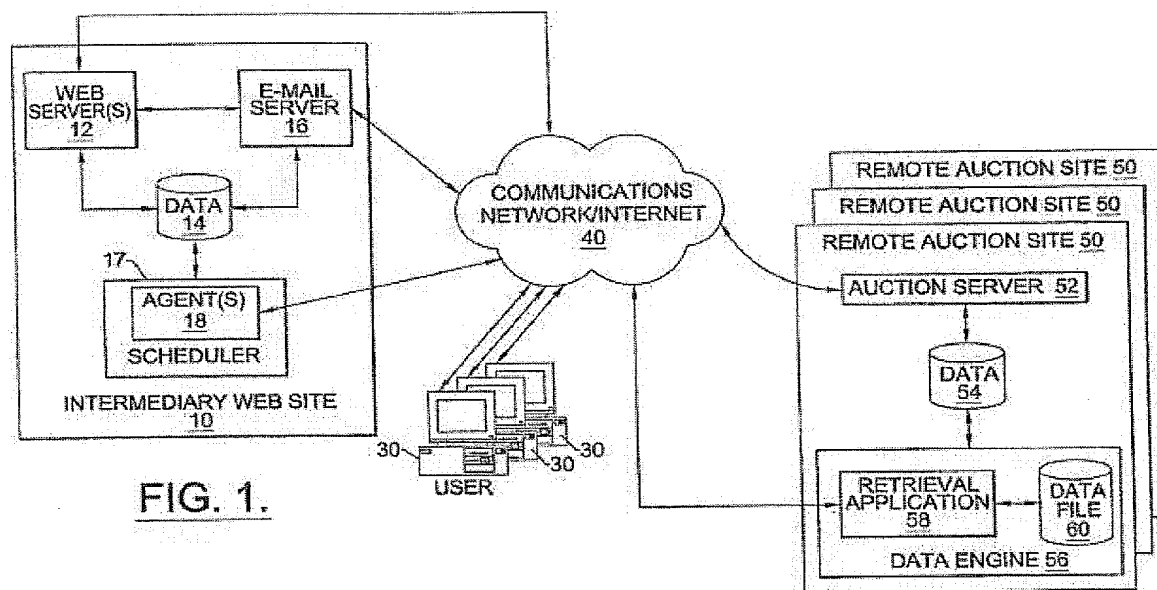 WEB
SERVER(S)
12
E-MAIL
SERVER
16
DATA
14
17
AGENT(S)
18
SCHEDULER
INTERMEDIARY WEB SITE
10
COMMUNICATIONS
NETWORK/INTERNET
40
30
30
30
USER
REMOTE AUCTION SITE 50
REMOTE AUCTION SITE 50
REMOTE AUCTION SITE 50
AUCTION SERVER 52
DATA
54
RETRIEVAL
APPLICATION
58
DATA
FILE
60
DATA ENGINE 56
FIG. 1.